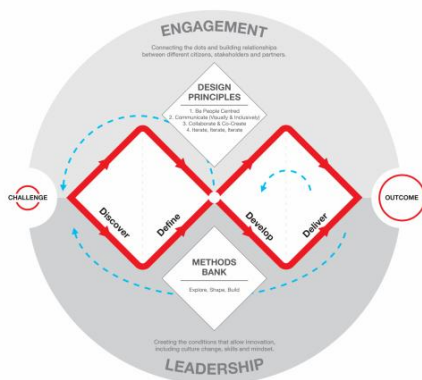 ENGAGEMENT
Connecting the dots and building relationships
between different citizens, stakeholders and partners.
DESIGN
PRINCIPLES
1. Be People Centred
2. Communicate (Visually & Inclusively)
3. Collaborate & Co-Create
4. Iterate, Iterate, Iterate
CHALLENGE
OUTCOME
Discover
Define
Develop
Deliver
METHODS
BANK
Explore, Shape, Build
Creating the conditions that allow innovation,
including culture change, skills and mindset.
LEADERSHIP